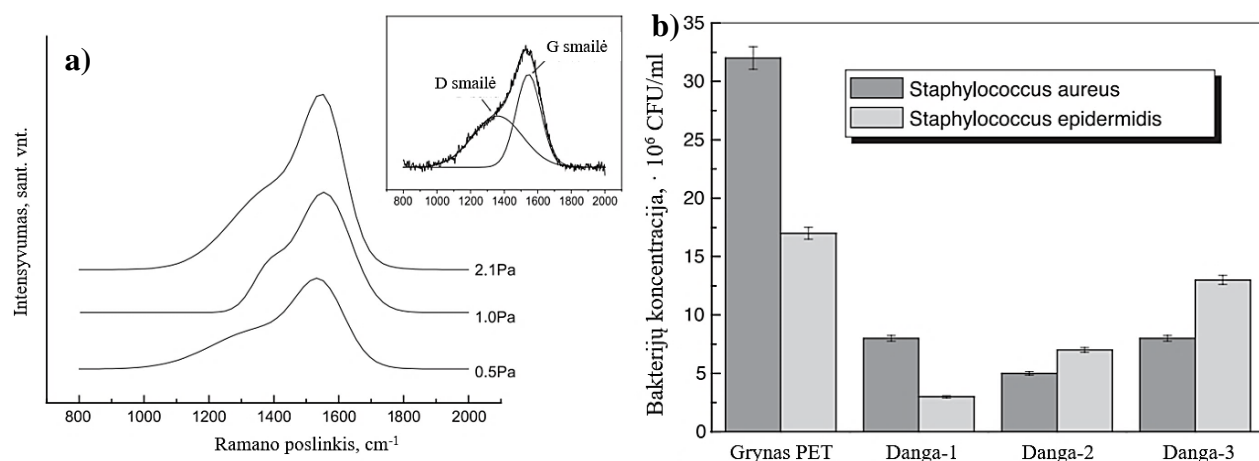 a)
Intensyvumas, sant. vnt.
G smailė
D smailė
800 1000 1200 1400 1600 1800 2000
2.1Pa
1.0Pa
0.5Pa
800 1000 1200 1400 1600 1800 2000
Ramano poslinkis, cm⁻¹
b)
Bakterijų koncentracija, · 10⁶ CFU/ml
35
30
25
20
15
10
5
0
Staphylococcus aureus
Staphylococcus epidermidis
Grynas PET Danga-1 Danga-2 Danga-3